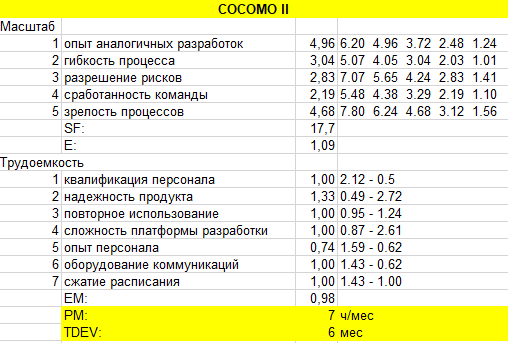 COCOMO II
Масштаб
1 опыт аналогичных разработок 4,96 6.20 4.96 3.72 2.48 1.24
2 гибкость процесса 3,04 5.07 4.05 3.04 2.03 1.01
3 разрешение рисков 2,83 7.07 5.65 4.24 2.83 1.41
4 сработанность команды 2,19 5.48 4.38 3.29 2.19 1.10
5 зрелость процессов 4,68 7.80 6.24 4.68 3.12 1.56
SF: 17,7
E: 1,09
Трудоемкость
1 квалификация персонала 1,00 2.12 - 0.5
2 надежность продукта 1,33 0.49 - 2.72
3 повторное использование 1,00 0.95 - 1.24
4 сложность платформы разработки 1,00 0.87 - 2.61
5 опыт персонала 0,74 1.59 - 0.62
6 оборудование коммуникаций 1,00 1.43 - 0.62
7 сжатие расписания 1,00 1.43 - 1.00
EM: 0,98
PM: 7 ч/мес
TDEV: 6 мес